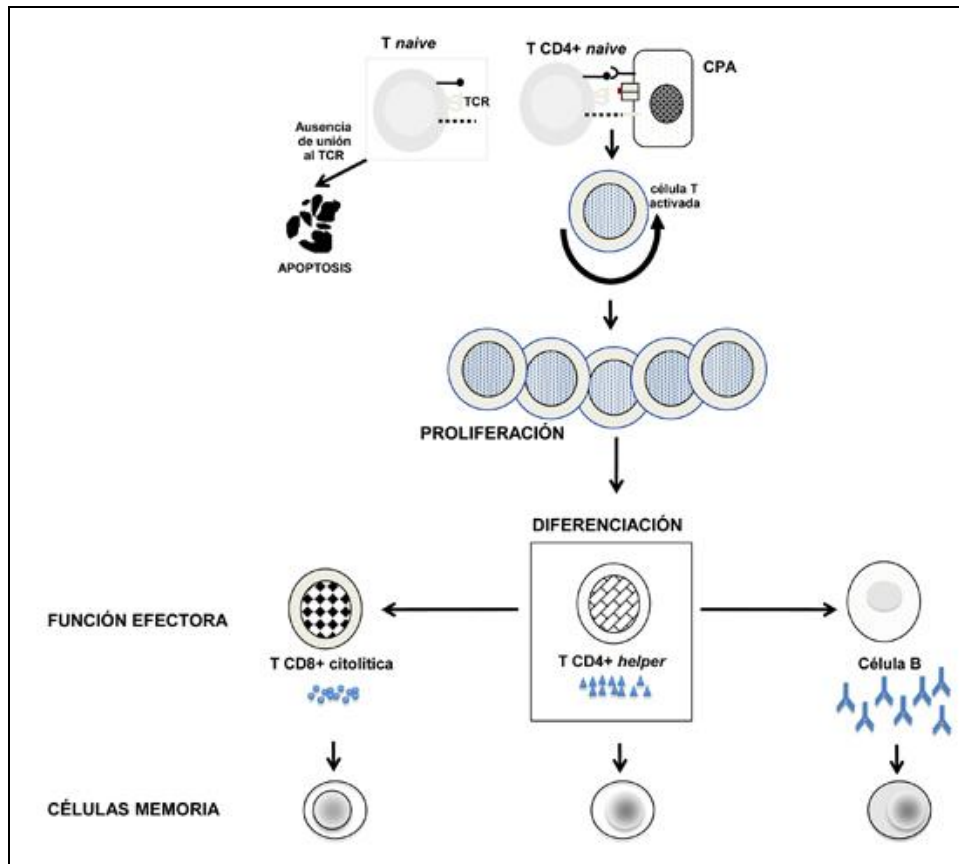 T naive
T CD4+ naive
CPA
TCR
Ausencia
de unión
al TCR
célula T
activada
APOPTOSIS
PROLIFERACIÓN
DIFERENCIACIÓN
FUNCIÓN EFECTORA
T CD8+ citolítica
T CD4+ helper
Célula B
CÉLULAS MEMORIA